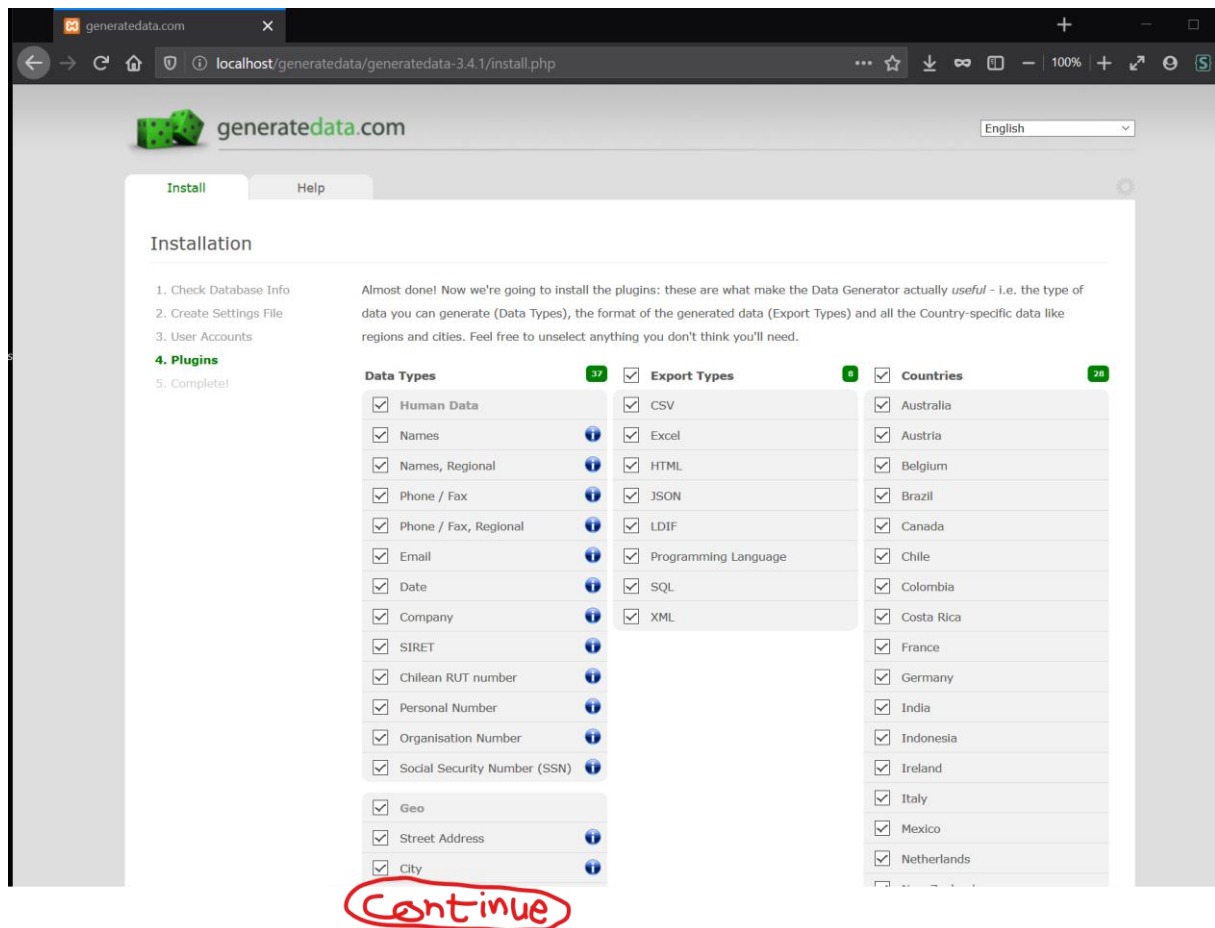 generatedata.com
localhost/generatedata/generatedata-3.4.1/install.php
100%
generatedata.com
English
Install
Help
Installation
1. Check Database Info
2. Create Settings File
3. User Accounts
4. Plugins
5. Complete!
Almost done! Now we're going to install the plugins: these are what make the Data Generator actually useful - i.e. the type of
data you can generate (Data Types), the format of the generated data (Export Types) and all the Country-specific data like
regions and cities. Feel free to unselect anything you don't think you'll need.
Data Types 37
Human Data
Names
Names, Regional
Phone / Fax
Phone / Fax, Regional
Email
Date
Company
SIRET
Chilean RUT number
Personal Number
Organisation Number
Social Security Number (SSN)
Geo
Street Address
City
Export Types 8
CSV
Excel
HTML
JSON
LDIF
Programming Language
SQL
XML
Countries 28
Australia
Austria
Belgium
Brazil
Canada
Chile
Colombia
Costa Rica
France
Germany
India
Indonesia
Ireland
Italy
Mexico
Netherlands
Continue